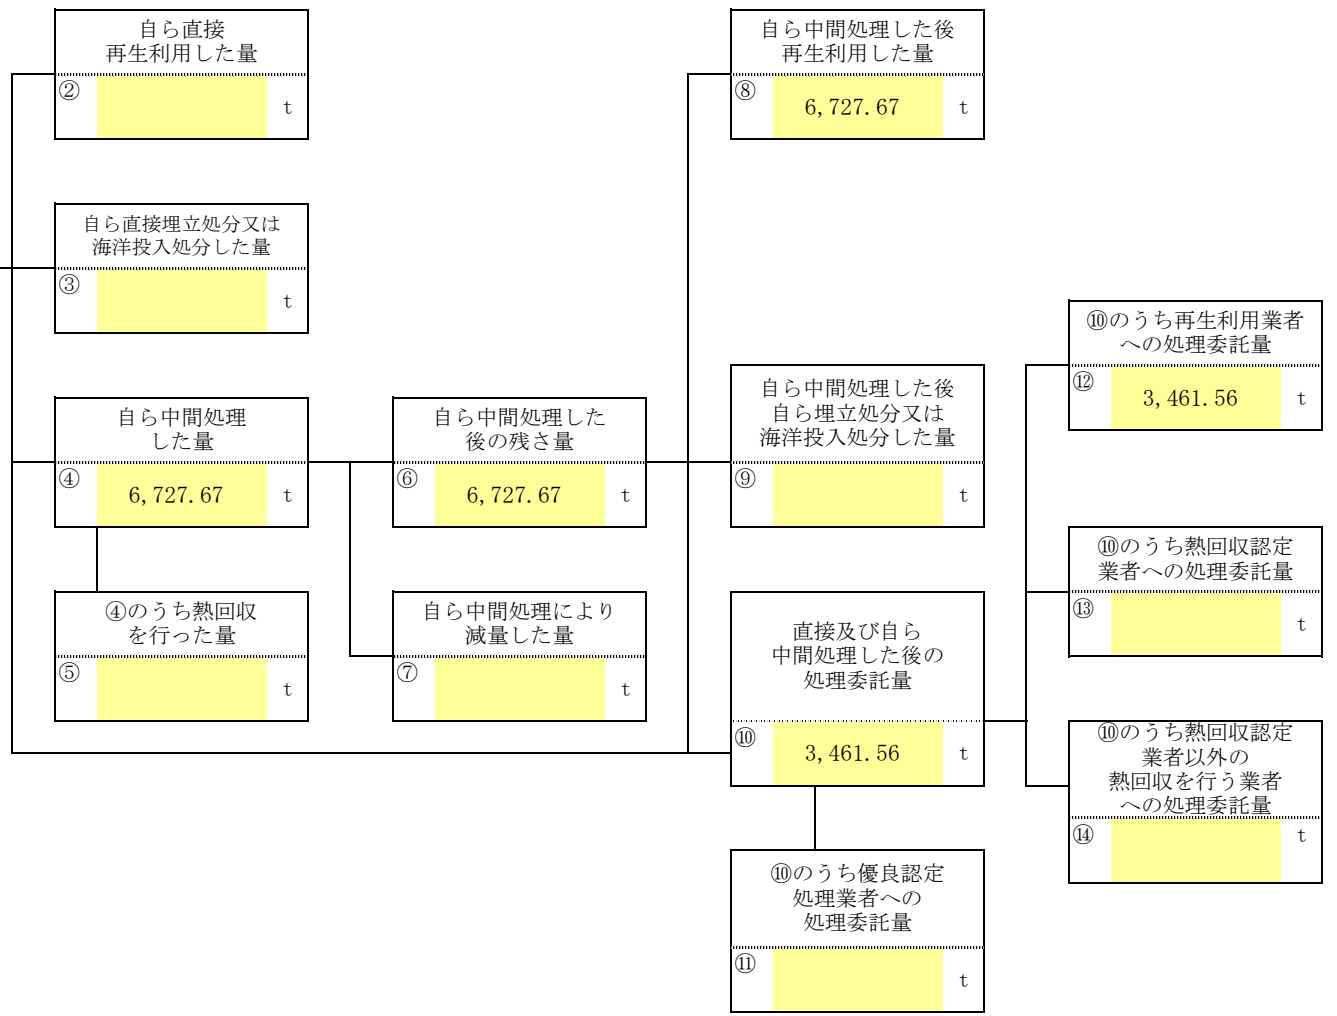 自ら直接
再生利用した量
②
t
自ら直接埋立処分又は
海洋投入処分した量
③
t
自ら中間処理
した量
④ 6,727.67 t
④のうち熱回収
を行った量
⑤
t
自ら中間処理した
後の残さ量
⑥ 6,727.67 t
自ら中間処理により
減量した量
⑦
t
自ら中間処理した後
再生利用した量
⑧ 6,727.67 t
自ら中間処理した後
自ら埋立処分又は
海洋投入処分した量
⑨
t
直接及び自ら
中間処理した後の
処理委託量
⑩ 3,461.56 t
⑩のうち優良認定
処理業者への
処理委託量
⑪
t
⑩のうち再生利用業者
への処理委託量
⑫ 3,461.56 t
⑩のうち熱回収認定
業者への処理委託量
⑬
t
⑩のうち熱回収認定
業者以外の
熱回収を行う業者
への処理委託量
⑭
t